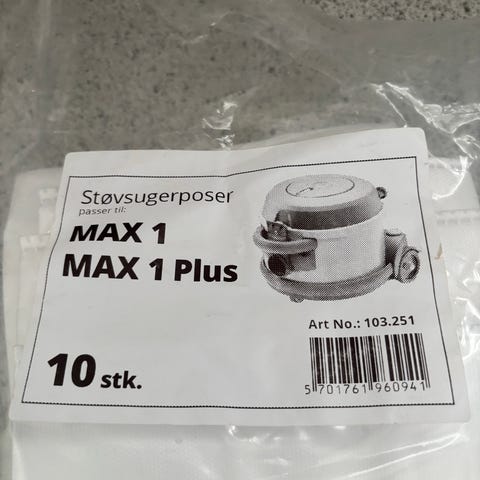 Støvsugerposer
passer til:
MAX 1
MAX 1 Plus
Art No.: 103.251
10 stk.
5 701761 960941